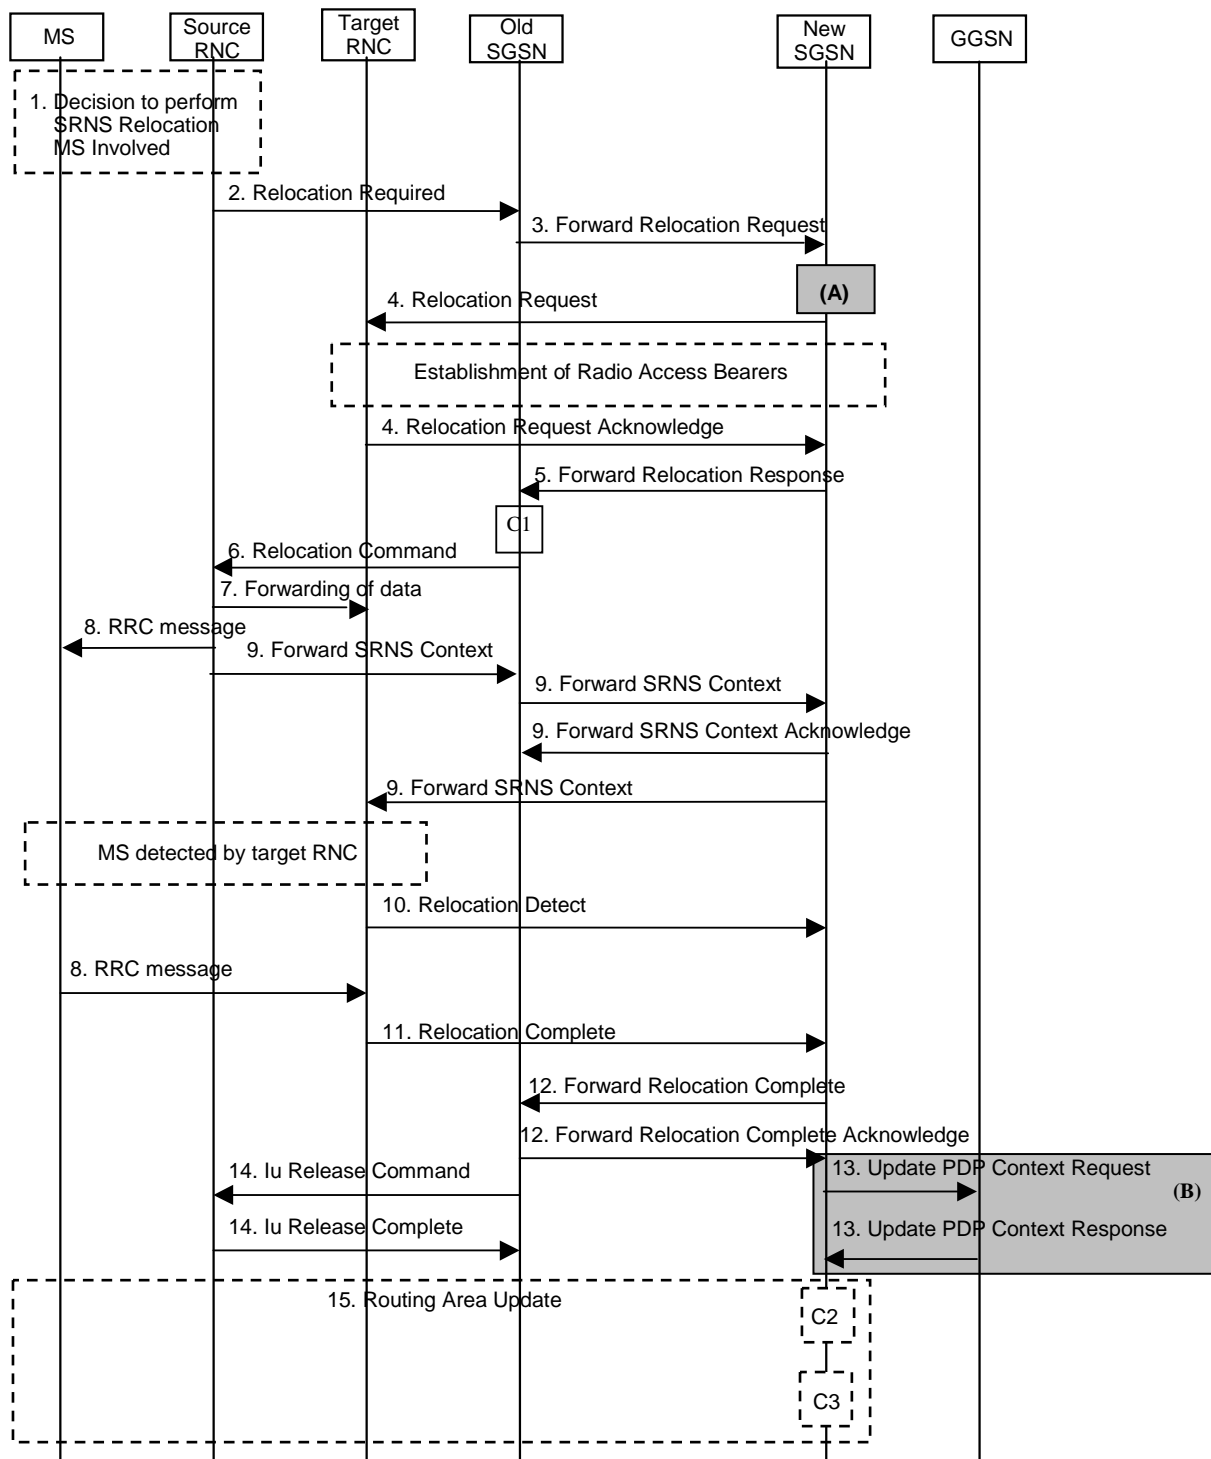 MS
Source
RNC
Target
RNC
Old
SGSN
New
SGSN
GGSN
1. Decision to perform
SRNS Relocation
MS Involved
2. Relocation Required
3. Forward Relocation Request
(A)
4. Relocation Request
Establishment of Radio Access Bearers
4. Relocation Request Acknowledge
5. Forward Relocation Response
C1
6. Relocation Command
7. Forwarding of data
8. RRC message
9. Forward SRNS Context
9. Forward SRNS Context
9. Forward SRNS Context Acknowledge
9. Forward SRNS Context
MS detected by target RNC
10. Relocation Detect
8. RRC message
11. Relocation Complete
12. Forward Relocation Complete
12. Forward Relocation Complete Acknowledge
14. Iu Release Command
13. Update PDP Context Request
(B)
14. Iu Release Complete
13. Update PDP Context Response
15. Routing Area Update
C2
C3